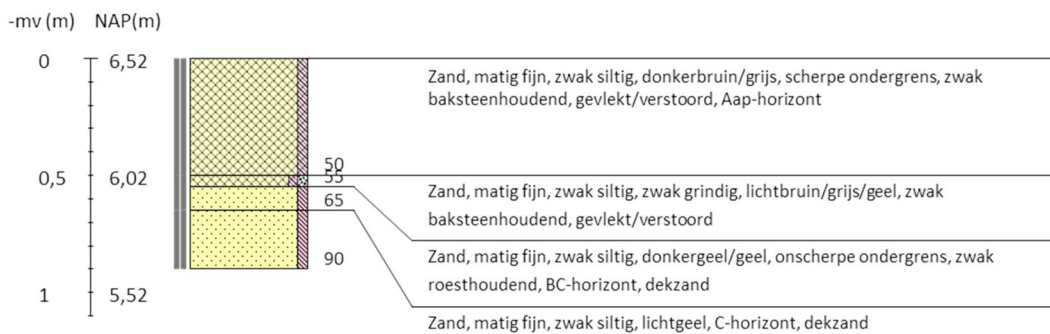 -mv (m) NAP(m)
0 6,52
Zand, matig fijn, zwak siltig, donkerbruin/grijs, scherpe ondergrens, zwak
baksteenhoudend, gevlekt/verstoord, Aap-horizont
50
0,5 6,02 55
Zand, matig fijn, zwak siltig, zwak grindig, lichtbruin/grijs/geel, zwak
65
baksteenhoudend, gevlekt/verstoord
90
Zand, matig fijn, zwak siltig, donkergeel/geel, onscherpe ondergrens, zwak
roesthoudend, BC-horizont, dekzand
1 5,52
Zand, matig fijn, zwak siltig, lichtgeel, C-horizont, dekzand